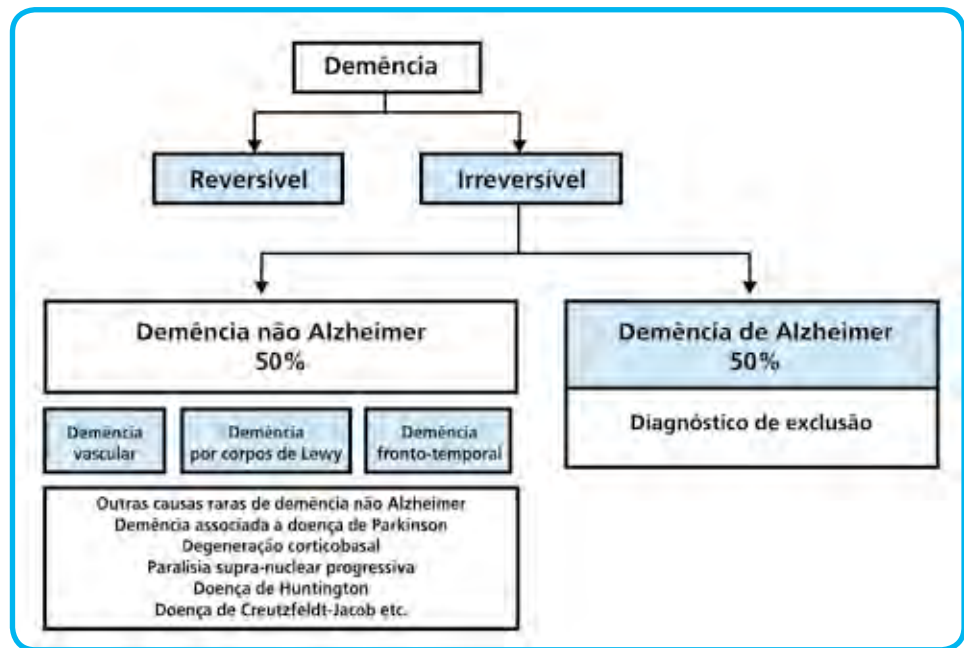 Demência
Reversível
Irreversível
Demência não Alzheimer
50%
Demência de Alzheimer
50%
Diagnóstico de exclusão
Demência
vascular
Demência
por corpos de Lewy
Demência
fronto-temporal
Outras causas raras de demência não Alzheimer
Demência associada à doença de Parkinson
Degeneração corticobasal
Paralisia supra-nuclear progressiva
Doença de Huntington
Doença de Creutzfeldt-Jacob etc.